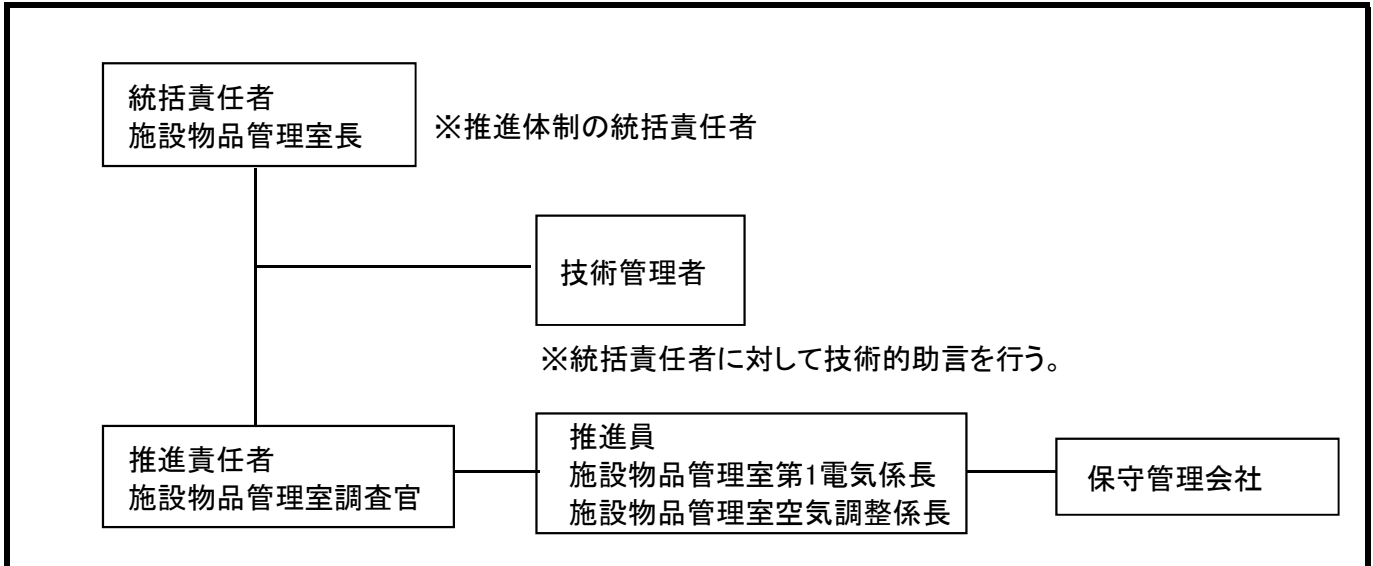 統括責任者
施設物品管理室長
※推進体制の統括責任者
技術管理者
※統括責任者に対して技術的助言を行う。
推進責任者
施設物品管理室調査官
推進員
施設物品管理室第1電気係長
施設物品管理室空気調整係長
保守管理会社